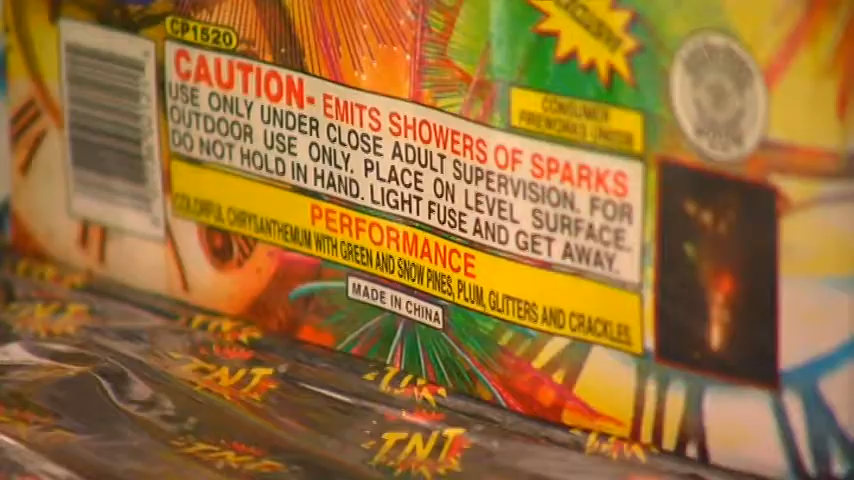 CP1520
EXCLUSIVE!
CAUTION- EMITS SHOWERS OF SPARKS
USE ONLY UNDER CLOSE ADULT SUPERVISION. FOR
OUTDOOR USE ONLY. PLACE ON LEVEL SURFACE.
DO NOT HOLD IN HAND. LIGHT FUSE AND GET AWAY.
CONSUMER
FIREWORKS
PERFORMANCE
COLORFUL CHRYSANTHEMUM WITH GREEN AND SNOW PINES, PLUM, GLITTERS AND CRACKLES.
MADE IN CHINA
TNT
TNT
TNT
TNT